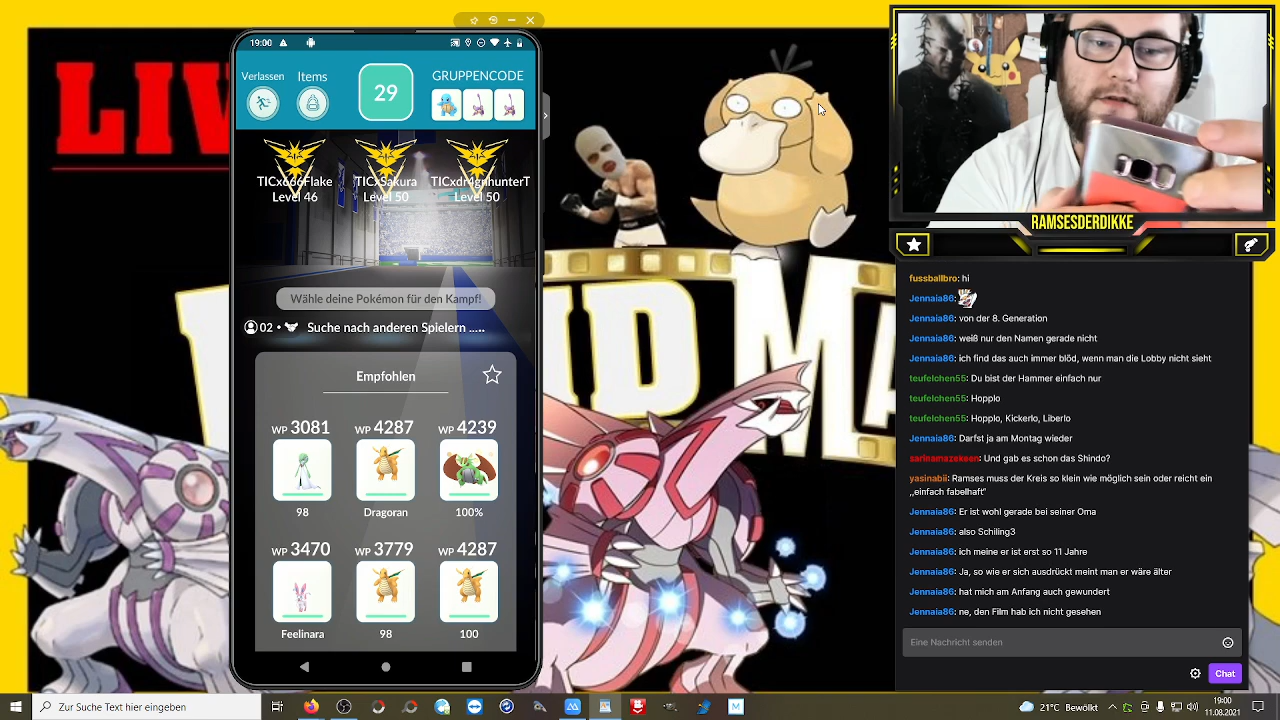 LIV
19:00
Verlassen
Items
29
GRUPPENCODE
TICxdcFlake
Level 46
TICxSakura
Level 50
TICxdr4gnhunterT
Level 50
Wähle deine Pokémon für den Kampf!
02 • Suche nach anderen Spielern .....
Empfohlen
WP 3081
WP 4287
WP 4239
98
Dragoran
100%
WP 3470
WP 3779
WP 4287
Feelinara
98
100
RAMSESDERDIKKE
fussballbro: hi
Jennaia86:
Jennaia86: von der 8. Generation
Jennaia86: weiß nur den Namen gerade nicht
Jennaia86: ich find das auch immer blöd, wenn man die Lobby nicht sieht
teufelchen55: Du bist der Hammer einfach nur
teufelchen55: Hopplo
teufelchen55: Hopplo, Kickerlo, Liberlo
Jennaia86: Darfst ja am Montag wieder
sarinamazekeen: Und gab es schon das Shindo?
yasinabii: Ramses muss der Kreis so klein wie möglich sein oder reicht ein
„einfach fabelhaft“
Jennaia86: Er ist wohl gerade bei seiner Oma
Jennaia86: also Schiling3
Jennaia86: ich meine er ist erst so 11 Jahre
Jennaia86: Ja, so wie er sich ausdrückt meint man er wäre älter
Jennaia86: hat mich am Anfang auch gewundert
Jennaia86: ne, den Film hab ich nicht gesehen
Eine Nachricht senden
Chat
Zur Suche Text hier eingeben
19:00
11.08.2021